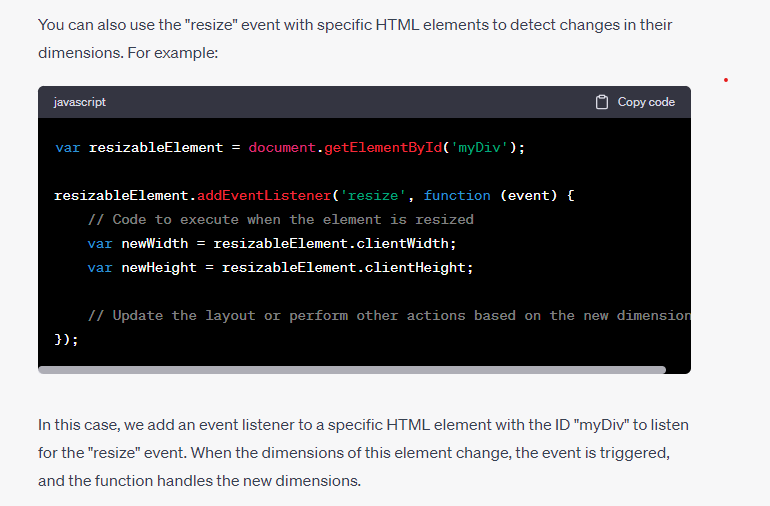 You can also use the "resize" event with specific HTML elements to detect changes in their
dimensions. For example:
javascript
Copy code
var resizableElement = document.getElementById('myDiv');
resizableElement.addEventListener('resize', function (event) {
// Code to execute when the element is resized
var newWidth = resizableElement.clientWidth;
var newHeight = resizableElement.clientHeight;
// Update the layout or perform other actions based on the new dimension
});
In this case, we add an event listener to a specific HTML element with the ID "myDiv" to listen
for the "resize" event. When the dimensions of this element change, the event is triggered,
and the function handles the new dimensions.